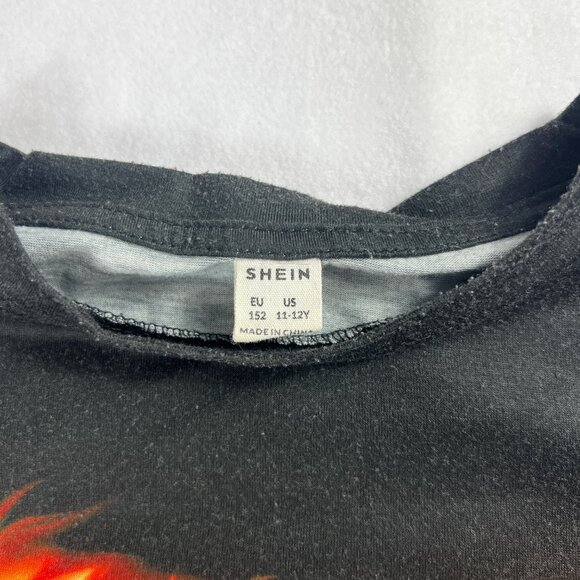 SHEIN
EU US
152 11-12Y
MADE IN CHINA